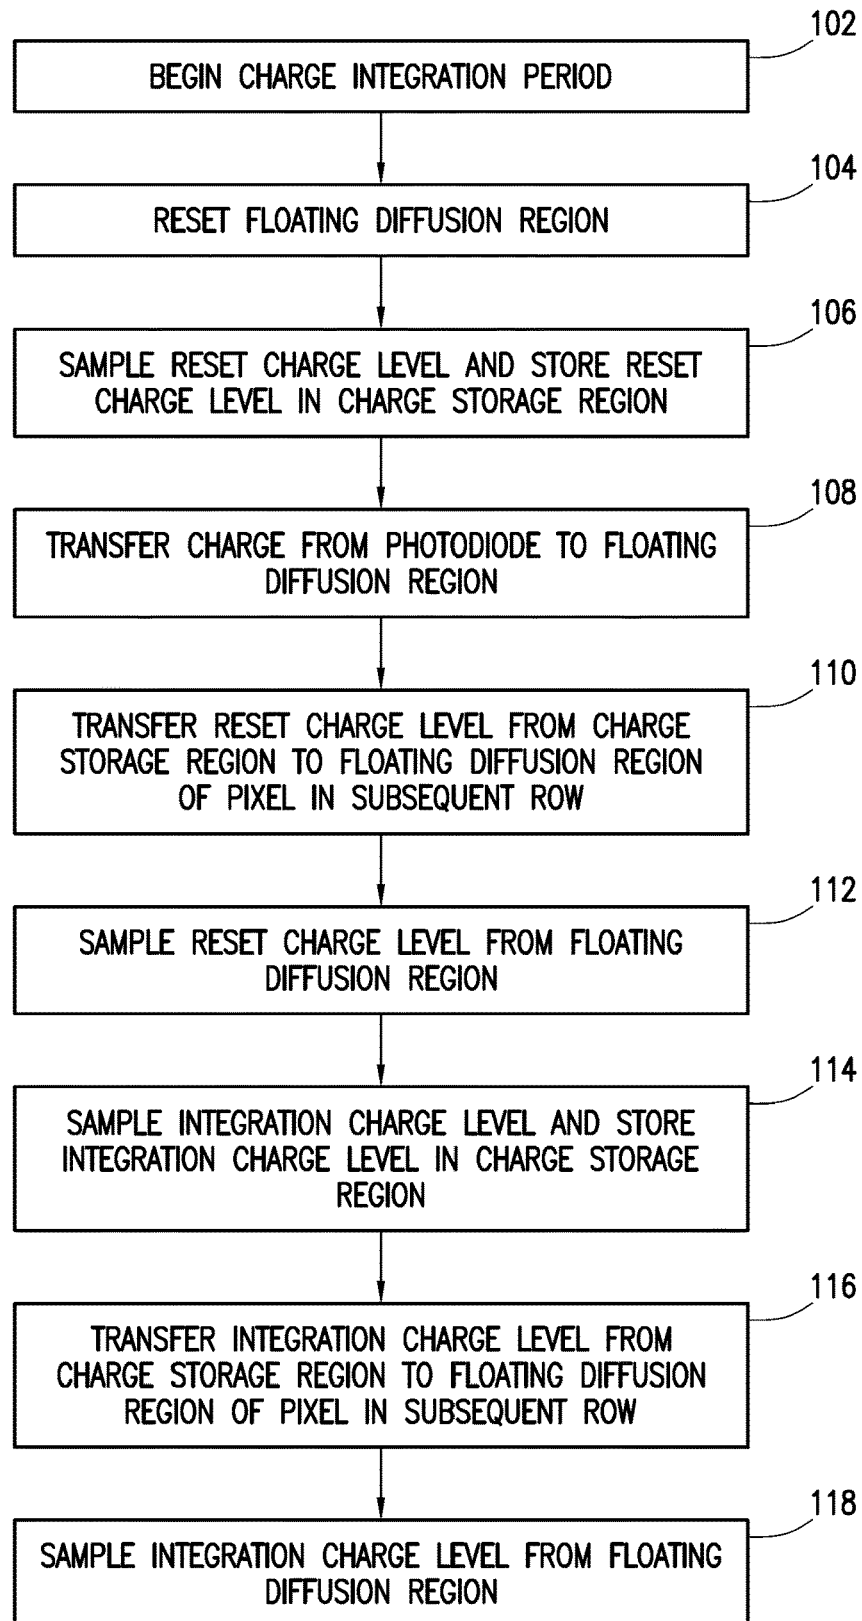 102
BEGIN CHARGE INTEGRATION PERIOD
104
RESET FLOATING DIFFUSION REGION
106
SAMPLE RESET CHARGE LEVEL AND STORE RESET
CHARGE LEVEL IN CHARGE STORAGE REGION
108
TRANSFER CHARGE FROM PHOTODIODE TO FLOATING
DIFFUSION REGION
110
TRANSFER RESET CHARGE LEVEL FROM CHARGE
STORAGE REGION TO FLOATING DIFFUSION REGION
OF PIXEL IN SUBSEQUENT ROW
112
SAMPLE RESET CHARGE LEVEL FROM FLOATING
DIFFUSION REGION
114
SAMPLE INTEGRATION CHARGE LEVEL AND STORE
INTEGRATION CHARGE LEVEL IN CHARGE STORAGE
REGION
116
TRANSFER INTEGRATION CHARGE LEVEL FROM
CHARGE STORAGE REGION TO FLOATING DIFFUSION
REGION OF PIXEL IN SUBSEQUENT ROW
118
SAMPLE INTEGRATION CHARGE LEVEL FROM FLOATING
DIFFUSION REGION